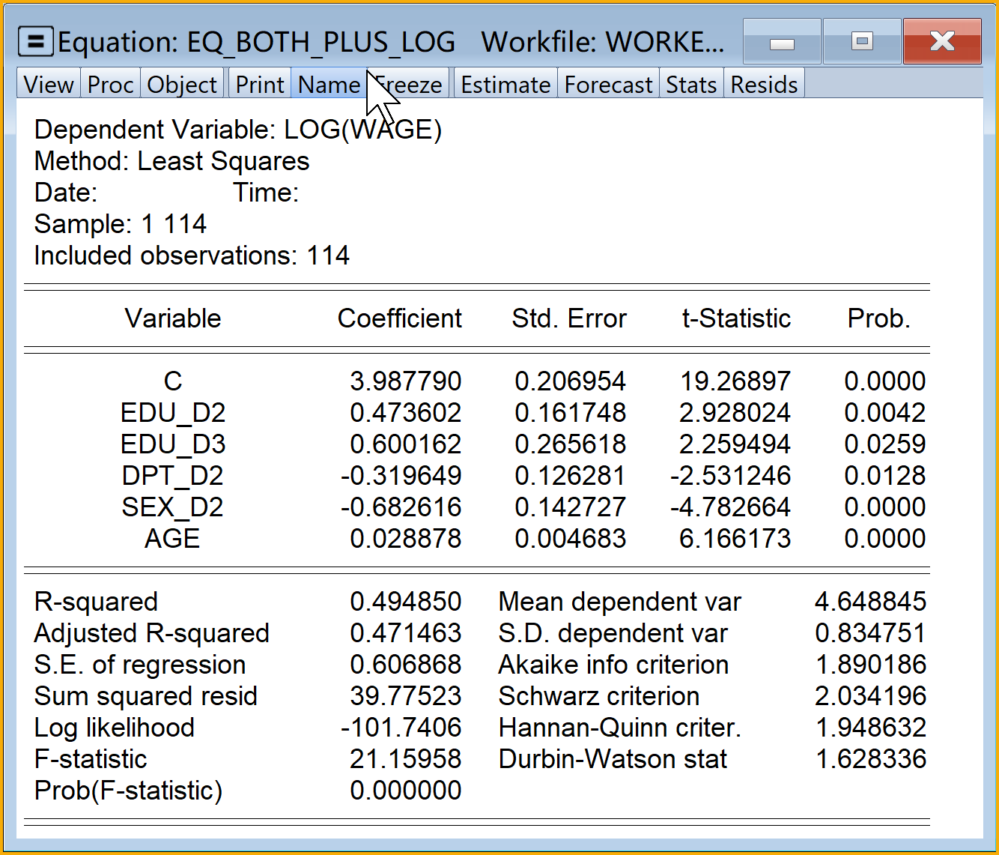 Equation: EQ_BOTH_PLUS_LOG Workfile: WORKE...
View Proc Object Print Name Freeze Estimate Forecast Stats Resids
Dependent Variable: LOG(WAGE)
Method: Least Squares
Date: Time:
Sample: 1 114
Included observations: 114
Variable Coefficient Std. Error t-Statistic Prob.
C 3.987790 0.206954 19.26897 0.0000
EDU_D2 0.473602 0.161748 2.928024 0.0042
EDU_D3 0.600162 0.265618 2.259494 0.0259
DPT_D2 -0.319649 0.126281 -2.531246 0.0128
SEX_D2 -0.682616 0.142727 -4.782664 0.0000
AGE 0.028878 0.004683 6.166173 0.0000
R-squared 0.494850 Mean dependent var 4.648845
Adjusted R-squared 0.471463 S.D. dependent var 0.834751
S.E. of regression 0.606868 Akaike info criterion 1.890186
Sum squared resid 39.77523 Schwarz criterion 2.034196
Log likelihood -101.7406 Hannan-Quinn criter. 1.948632
F-statistic 21.15958 Durbin-Watson stat 1.628336
Prob(F-statistic) 0.000000